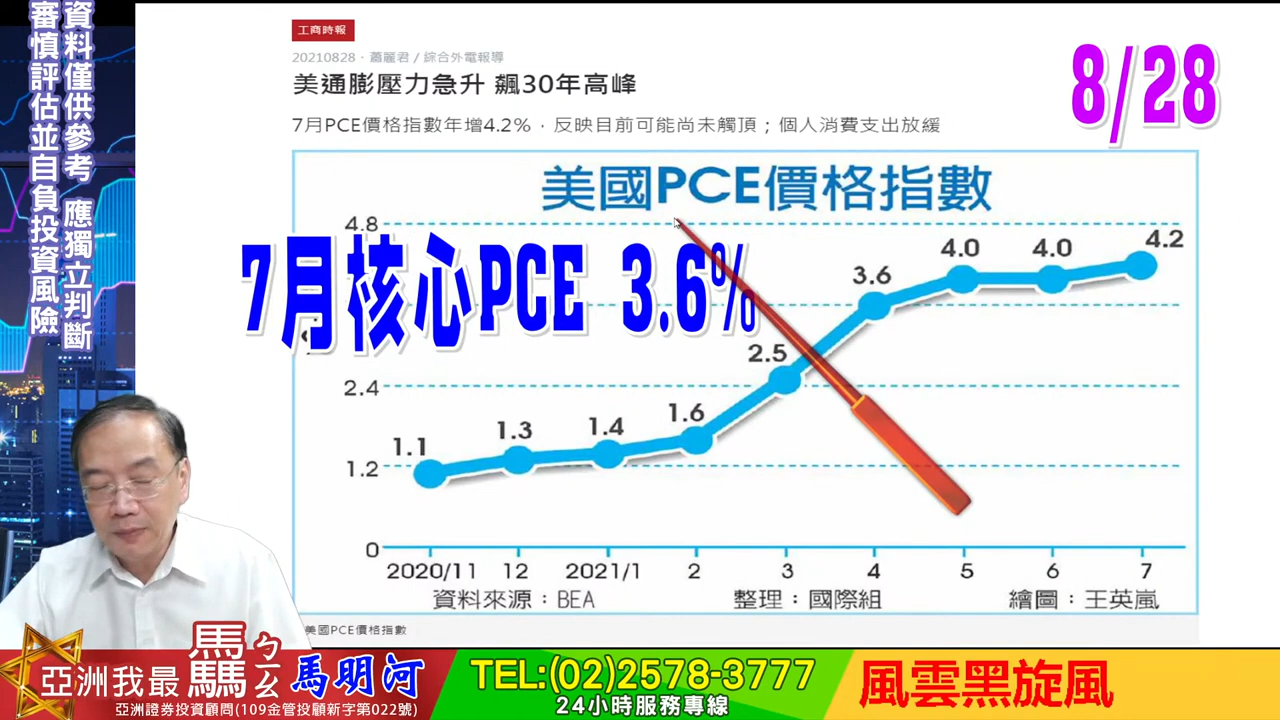 資料僅供參考 應獨立判斷
審慎評估並自負投資風險
工商時報
20210828．蕭麗君／綜合外電報導
美通膨壓力急升 飆30年高峰
7月PCE價格指數年增4.2%，反映目前可能尚未觸頂；個人消費支出放緩
8/28
美國PCE價格指數
7月核心PCE 3.6%
4.8
2.4
1.2
0
1.1
1.3
1.4
1.6
2.5
3.6
4.0
4.0
4.2
2020/11 12 2021/1 2 3 4 5 6 7
資料來源：BEA 整理：國際組 繪圖：王英嵐
美國PCE價格指數
亞洲我最驫ㄅㄧㄠ 馬明河
亞洲證券投資顧問(109金管投顧新字第022號)
TEL:(02)2578-3777
24小時服務專線
風雲黑旋風